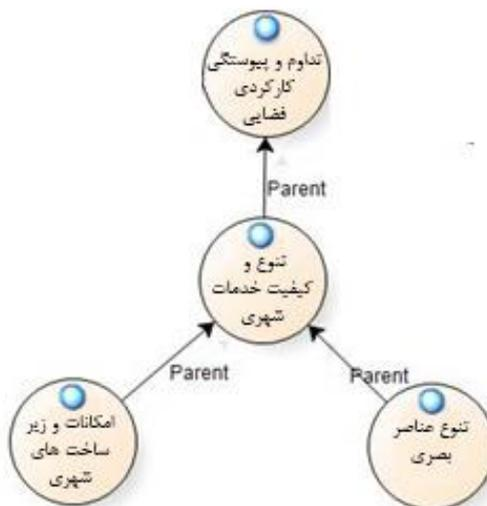 تداوم و پیوستگی
کارکردی
فضایی
Parent
تنوع و
کیفیت خدمات
شهری
Parent
Parent
امکانات و زیر
ساخت های
شهری
تنوع عناصر
بصری